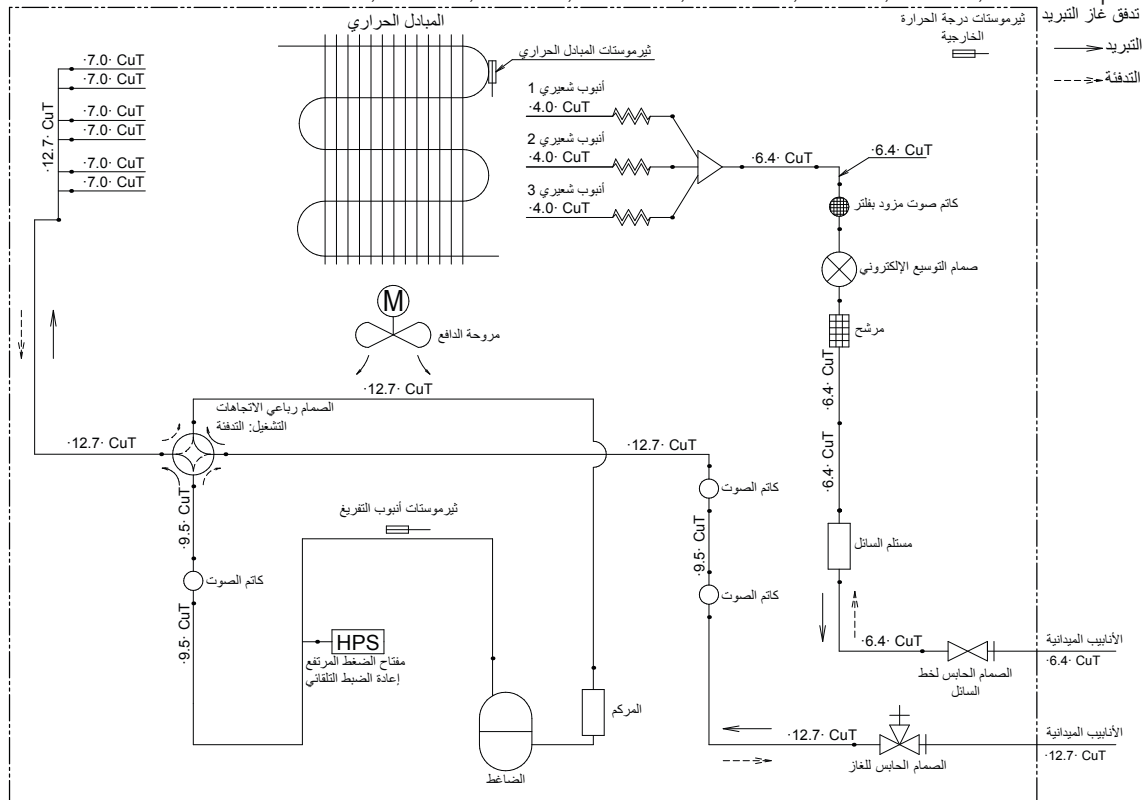 تدفق غاز التبريد
التبريد
التدفئة
ثيرموستات درجة الحرارة
الخارجية
المبادل الحراري
ثيرموستات المبادل الحراري
·7.0· CuT
·7.0· CuT
·7.0· CuT
·7.0· CuT
·7.0· CuT
·7.0· CuT
·12.7· CuT
أنبوب شعيري 1
·4.0· CuT
أنبوب شعيري 2
·4.0· CuT
أنبوب شعيري 3
·4.0· CuT
·6.4· CuT
·6.4· CuT
كاتم صوت مزود بفلتر
صمام التوسيع الإلكتروني
مرشح
·6.4· CuT
·6.4· CuT
مستلم السائل
M
مروحة الدافع
·12.7· CuT
الصمام رباعي الاتجاهات
التشغيل: التدفئة
·12.7· CuT
·12.7· CuT
كاتم الصوت
·9.5· CuT
كاتم الصوت
·9.5· CuT
كاتم الصوت
·9.5· CuT
ثيرموستات أنبوب التفريغ
HPS
مفتاح الضغط المرتفع
إعادة الضبط التلقائي
المركم
الضاغط
·6.4· CuT
الصمام الحابس لخط
السائل
الأنابيب الميدانية
·6.4· CuT
·12.7· CuT
الصمام الحابس للغاز
الأنابيب الميدانية
·12.7· CuT